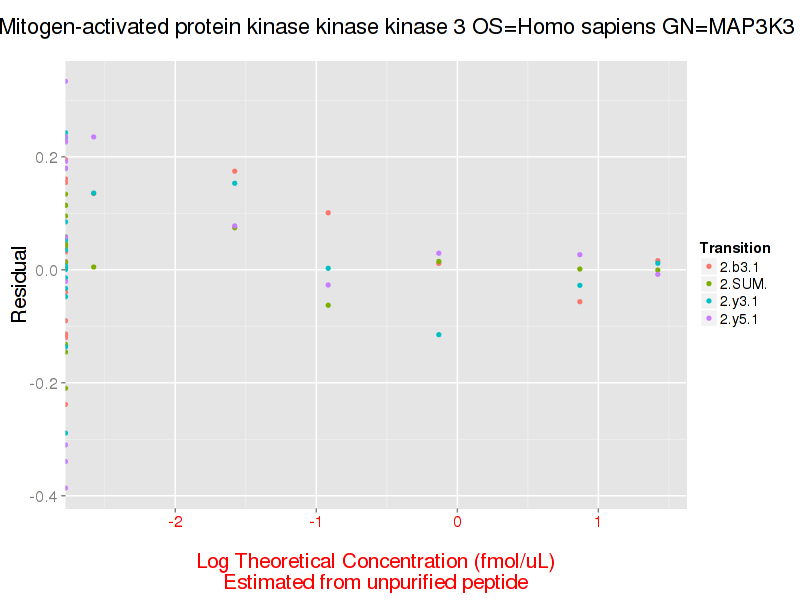 Mitogen-activated protein kinase kinase kinase 3 OS=Homo sapiens GN=MAP3K3
Residual
0.2
0.0
-0.2
-0.4
-2
-1
0
1
Log Theoretical Concentration (fmol/uL)
Estimated from unpurified peptide
Transition
2.b3.1
2.SUM.
2.y3.1
2.y5.1